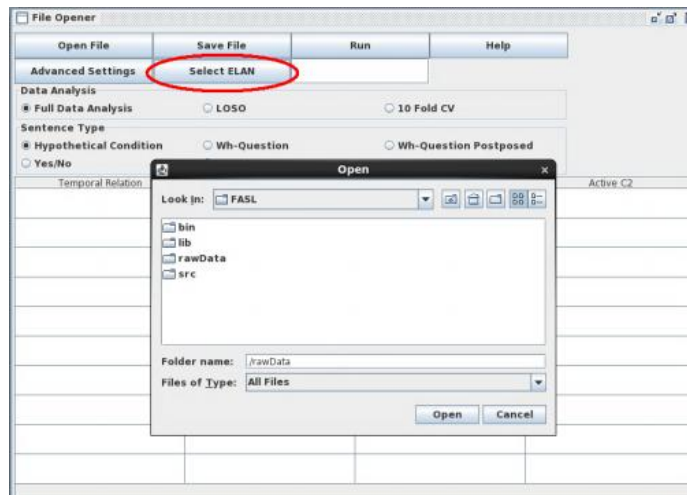 File Opener
Open File Save File Run Help
Advanced Settings Select ELAN
Data Analysis
Full Data Analysis LOSO 10 Fold CV
Sentence Type
Hypothetical Condition Wh-Question Wh-Question Postposed
Yes/No
Temporal Relation Active C2
Open
Look In: FASL
bin
lib
rawData
src
Folder name: /rawData
Files of Type: All Files
Open Cancel